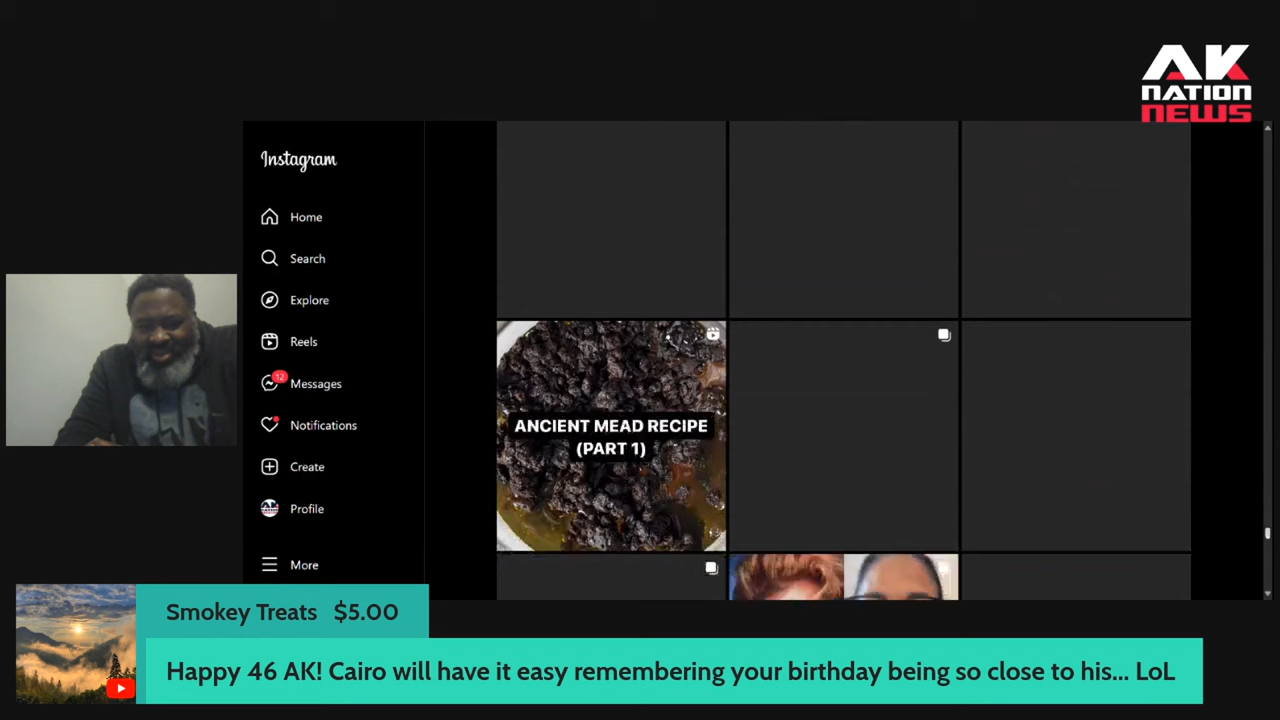 AK
NATION
NEWS
Instagram
Home
Search
Explore
Reels
12
Messages
Notifications
Create
Profile
More
ANCIENT MEAD RECIPE
(PART 1)
Smokey Treats $5.00
Happy 46 AK! Cairo will have it easy remembering your birthday being so close to his... LoL